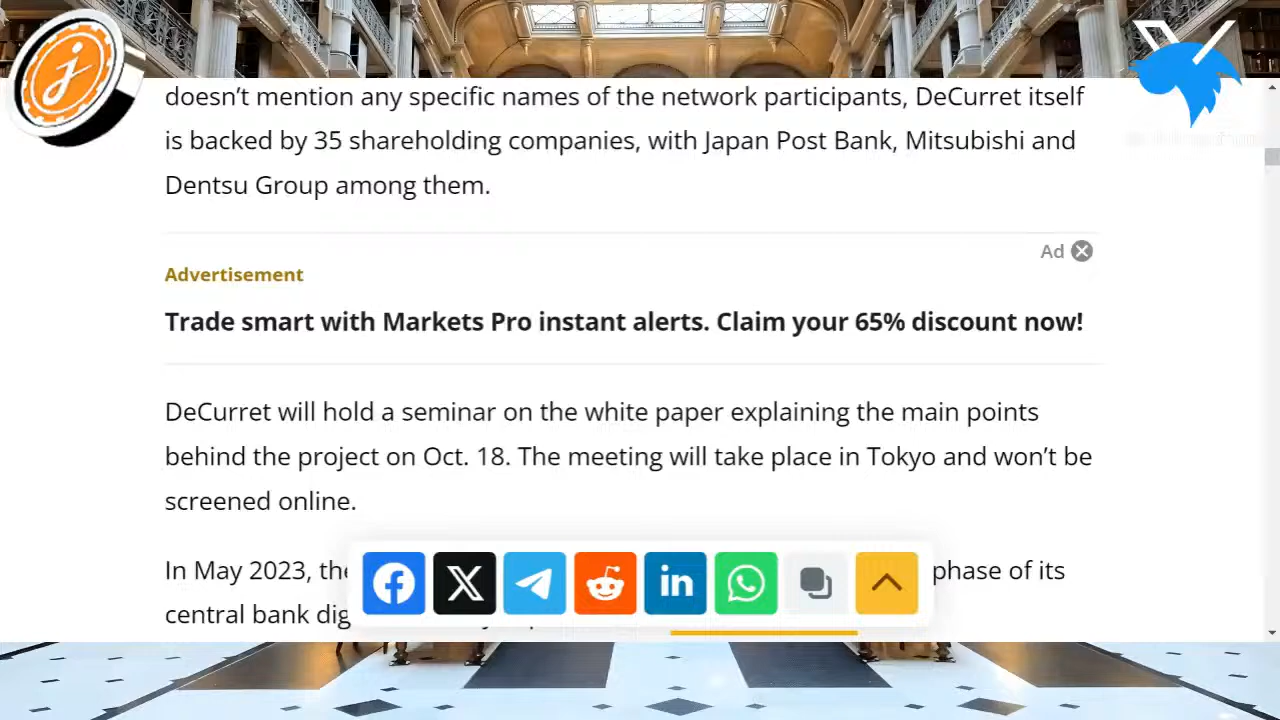 doesn’t mention any specific names of the network participants, DeCurret itself
is backed by 35 shareholding companies, with Japan Post Bank, Mitsubishi and
Dentsu Group among them.
Ad
Advertisement
Trade smart with Markets Pro instant alerts. Claim your 65% discount now!
DeCurret will hold a seminar on the white paper explaining the main points
behind the project on Oct. 18. The meeting will take place in Tokyo and won’t be
screened online.
In May 2023, the phase of its
central bank dig